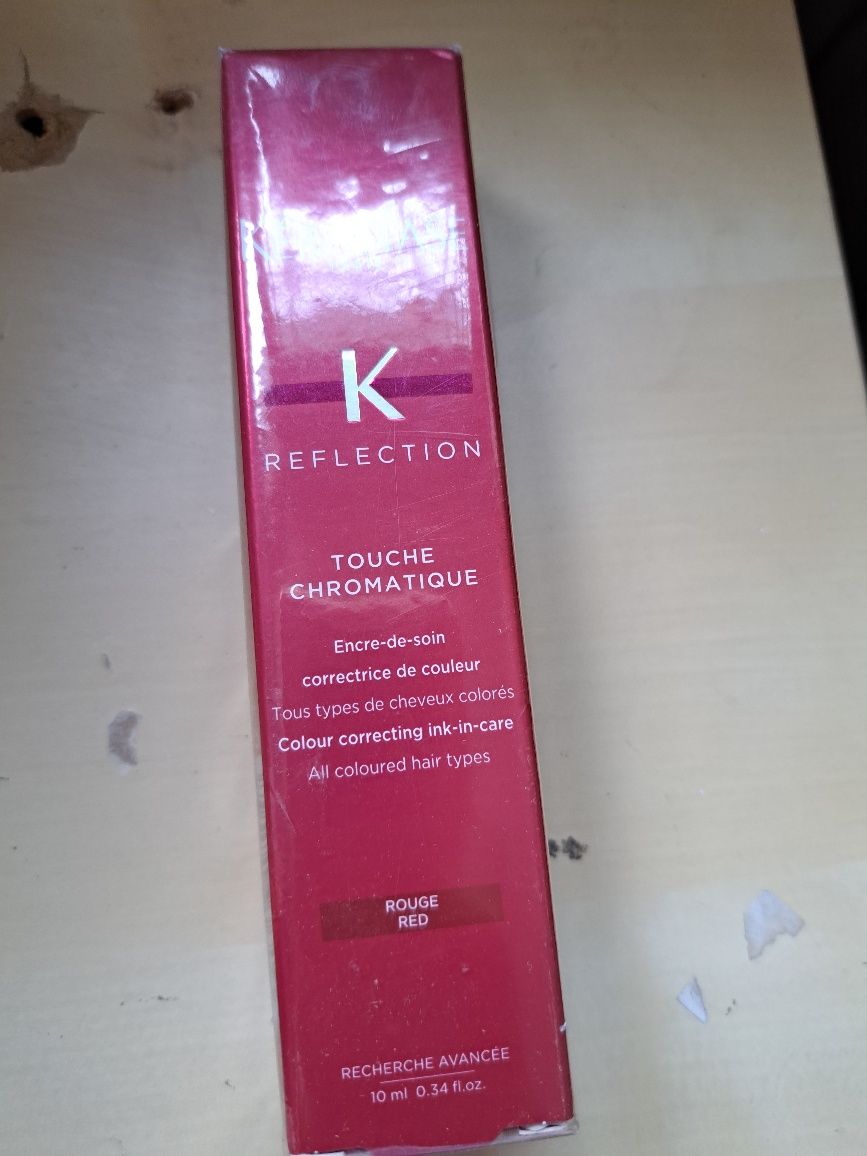 K
REFLECTION
TOUCHE
CHROMATIQUE
Encre-de-soin
correctrice de couleur
Tous types de cheveux colorés
Colour correcting ink-in-care
All coloured hair types
ROUGE
RED
RECHERCHE AVANCÉE
10 ml 0.34 fl.oz.